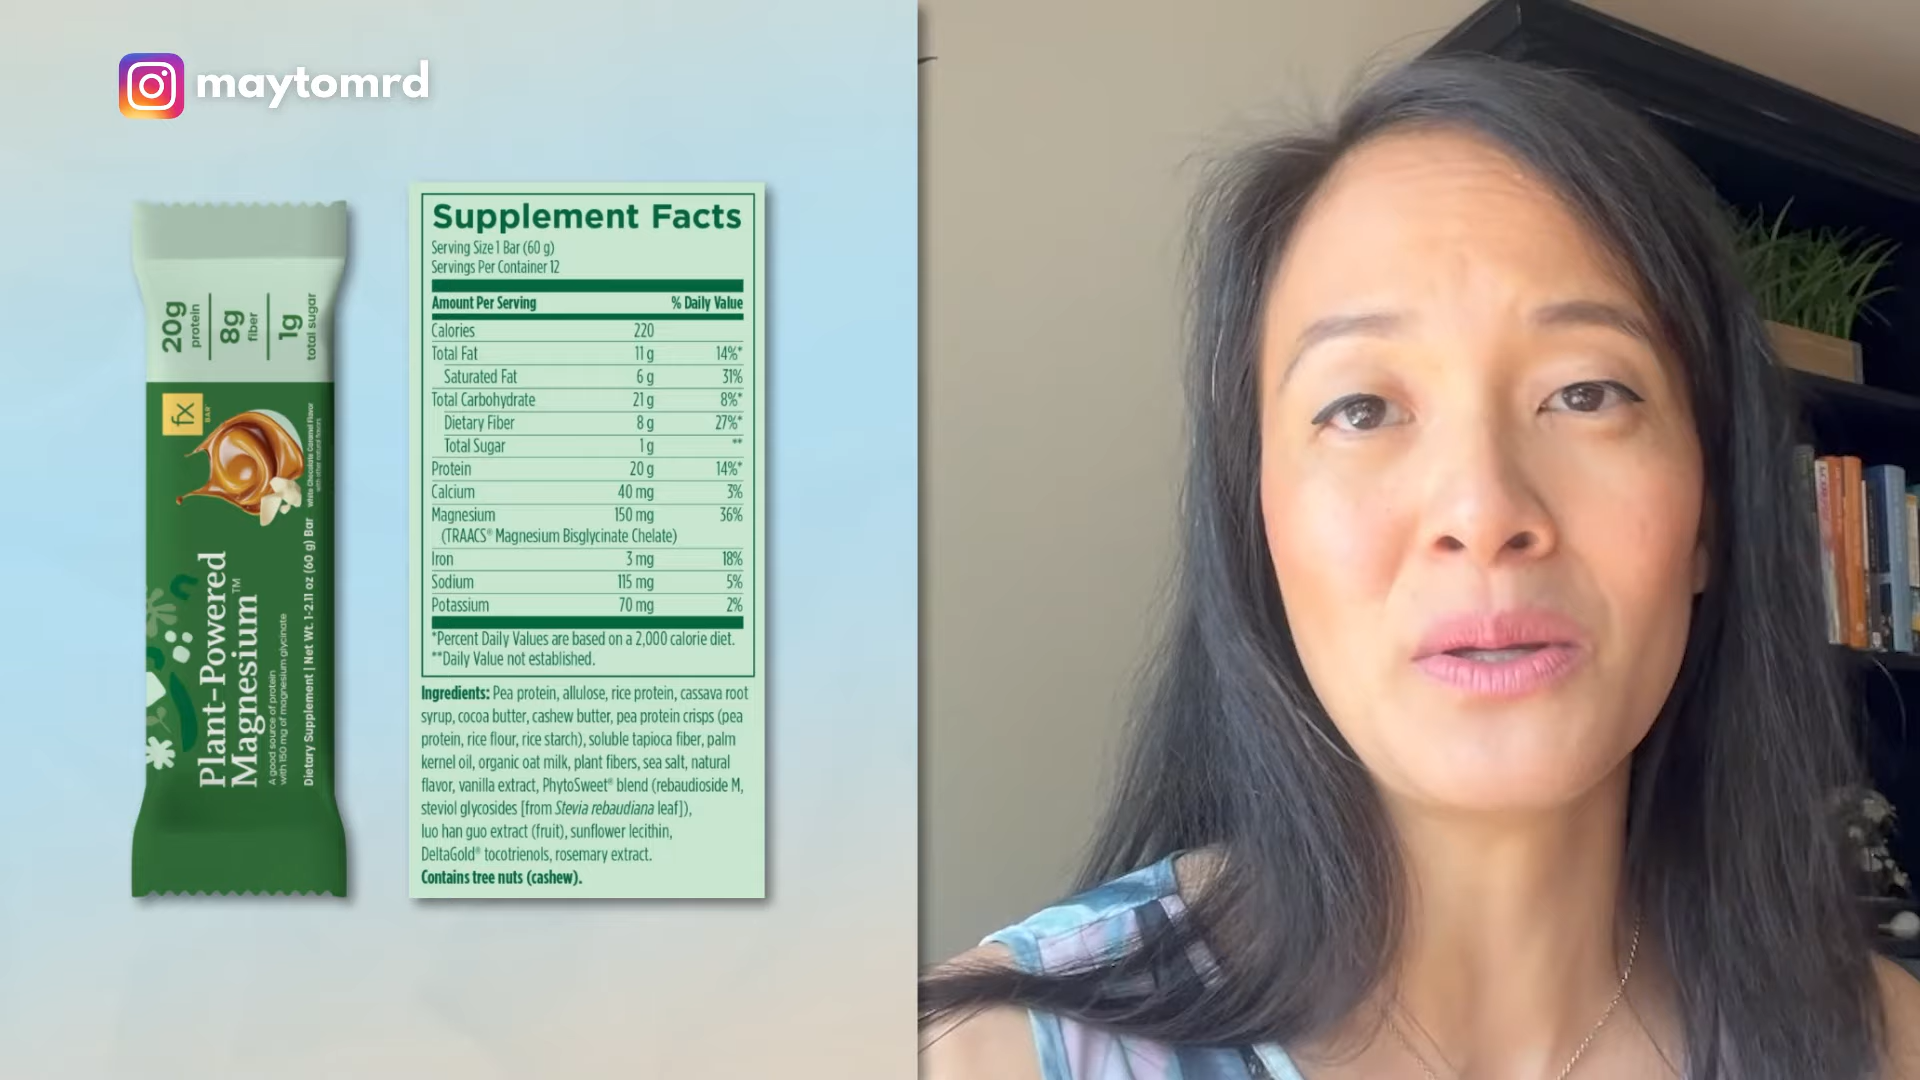 maytomrd
20g
protein
8g
fiber
1g
total sugar
fx
BAR
White Chocolate Caramel Flavor
with other natural flavors
Plant-Powered
Magnesium™
A good source of protein
with 150 mg of magnesium glycinate
Dietary Supplement | Net Wt. 1-2.11 oz (60 g) Bar
Supplement Facts
Serving Size 1 Bar (60 g)
Servings Per Container 12
Amount Per Serving % Daily Value
Calories 220
Total Fat 11 g 14%*
Saturated Fat 6 g 31%
Total Carbohydrate 21 g 8%*
Dietary Fiber 8 g 27%*
Total Sugar 1 g **
Protein 20 g 14%*
Calcium 40 mg 3%
Magnesium 150 mg 36%
(TRAACS® Magnesium Bisglycinate Chelate)
Iron 3 mg 18%
Sodium 115 mg 5%
Potassium 70 mg 2%
*Percent Daily Values are based on a 2,000 calorie diet.
**Daily Value not established.
Ingredients: Pea protein, allulose, rice protein, cassava root
syrup, cocoa butter, cashew butter, pea protein crisps (pea
protein, rice flour, rice starch), soluble tapioca fiber, palm
kernel oil, organic oat milk, plant fibers, sea salt, natural
flavor, vanilla extract, PhytoSweet® blend (rebaudioside M,
steviol glycosides [from Stevia rebaudiana leaf]),
luo han guo extract (fruit), sunflower lecithin,
DeltaGold® tocotrienols, rosemary extract.
Contains tree nuts (cashew).